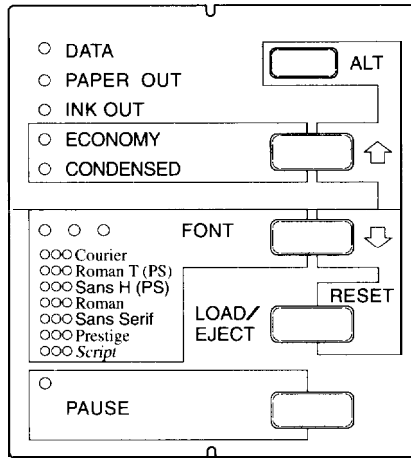 DATA
ALT
PAPER OUT
INK OUT
ECONOMY
CONDENSED
FONT
Courier
Roman T (PS)
Sans H (PS)
Roman
Sans Serif
Prestige
Script
RESET
LOAD/
EJECT
PAUSE